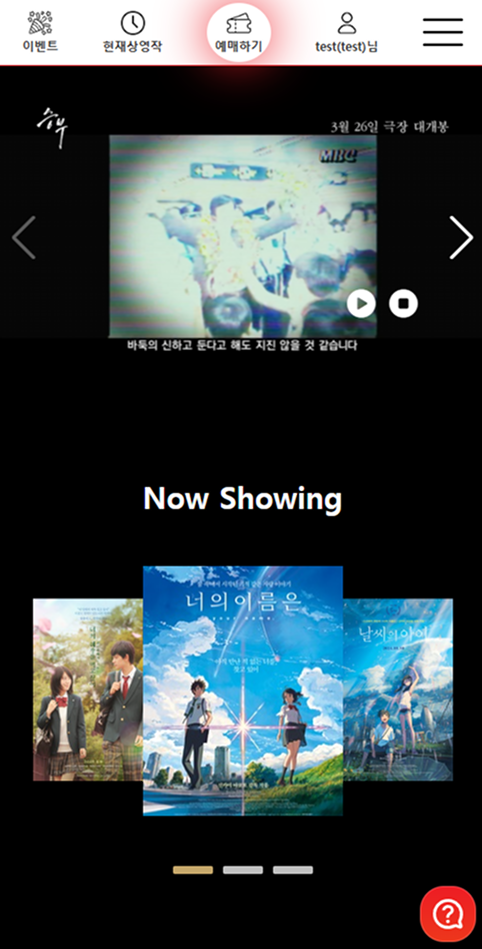 이벤트
현재상영작
예매하기
test(test)님
승부
3월 26일 극장 대개봉
MBC
바둑의 신하고 둔다고 해도 지진 않을 것 같습니다
Now Showing
너의 이름은
날씨의 아이